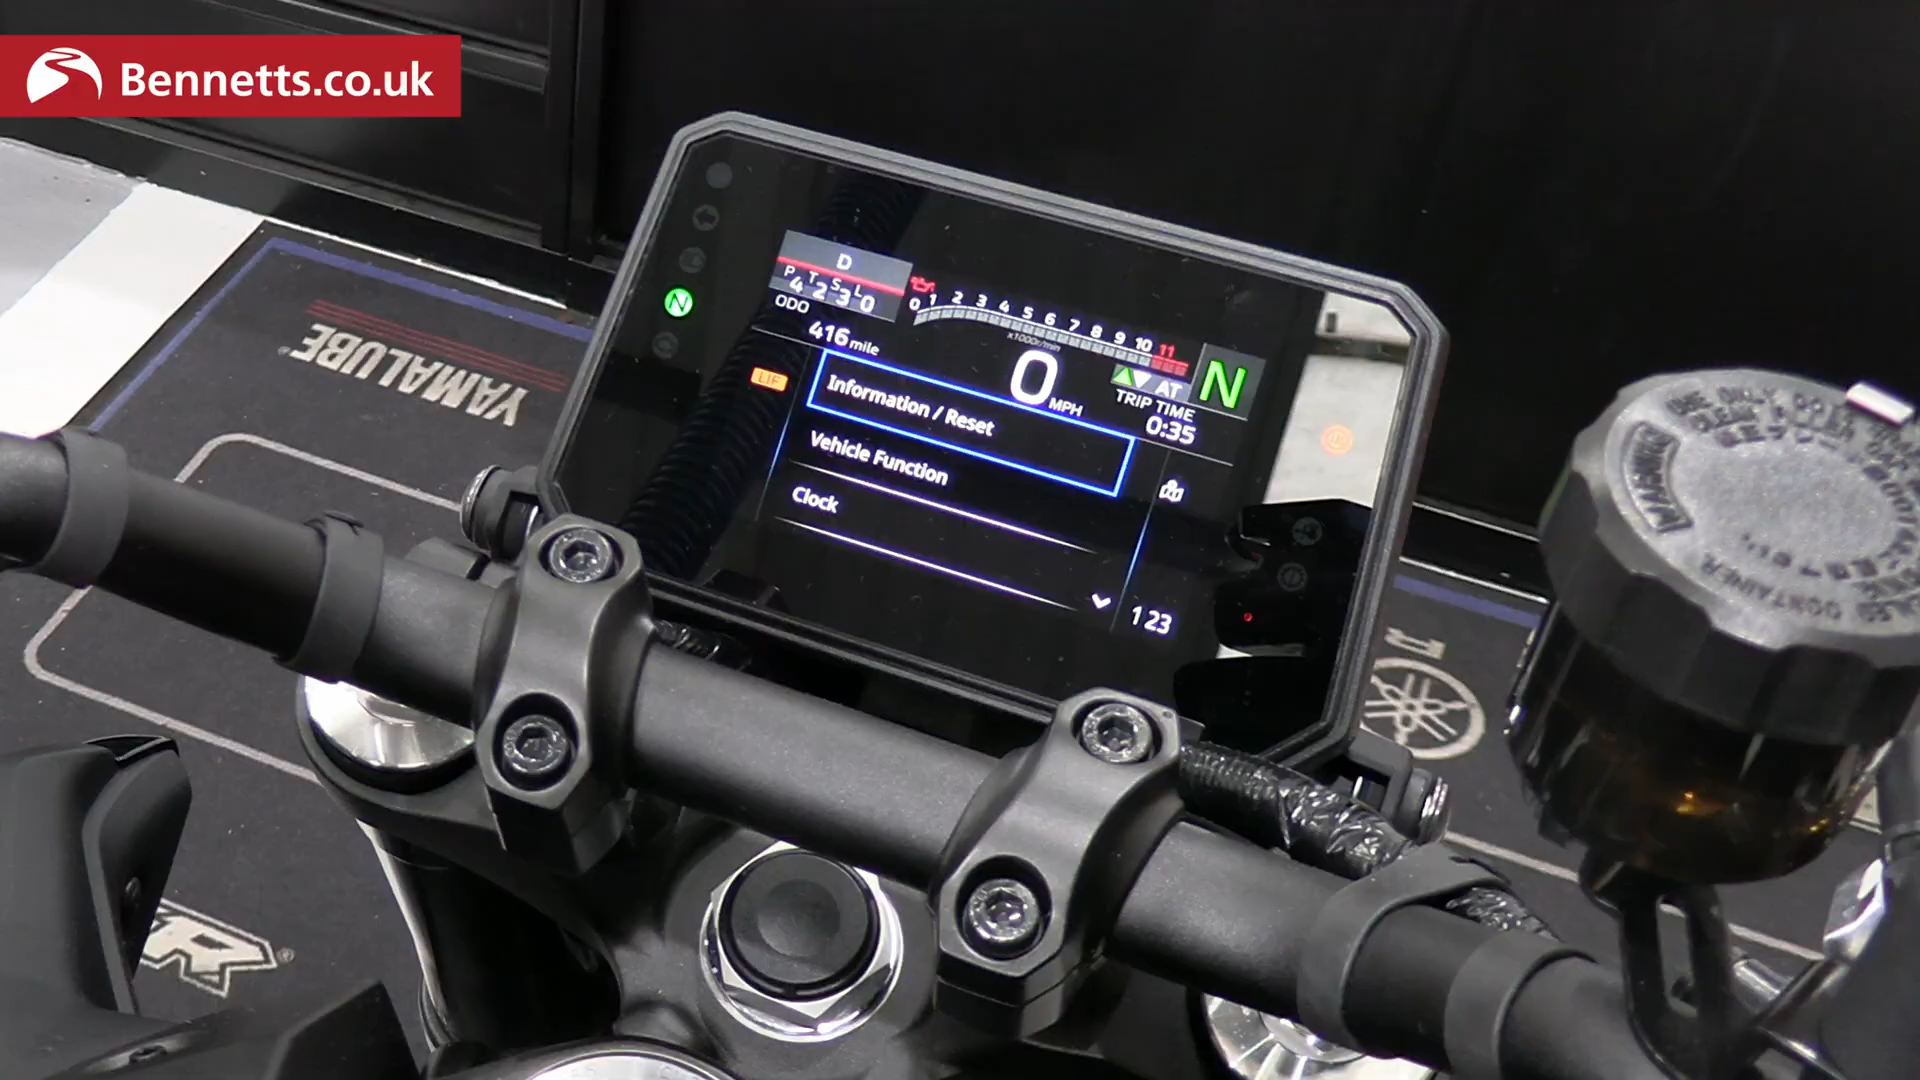 Bennetts.co.uk
YAMALUBE®
D
P T S L
4 2 3 0
ODO
416 mile
0 1 2 3 4 5 6 7 8 9 10 11
x1000r/min
0 MPH
N
AT
TRIP TIME
0:35
N
LIF
Information / Reset
Vehicle Function
Clock
1 23
R®
CONTAINER